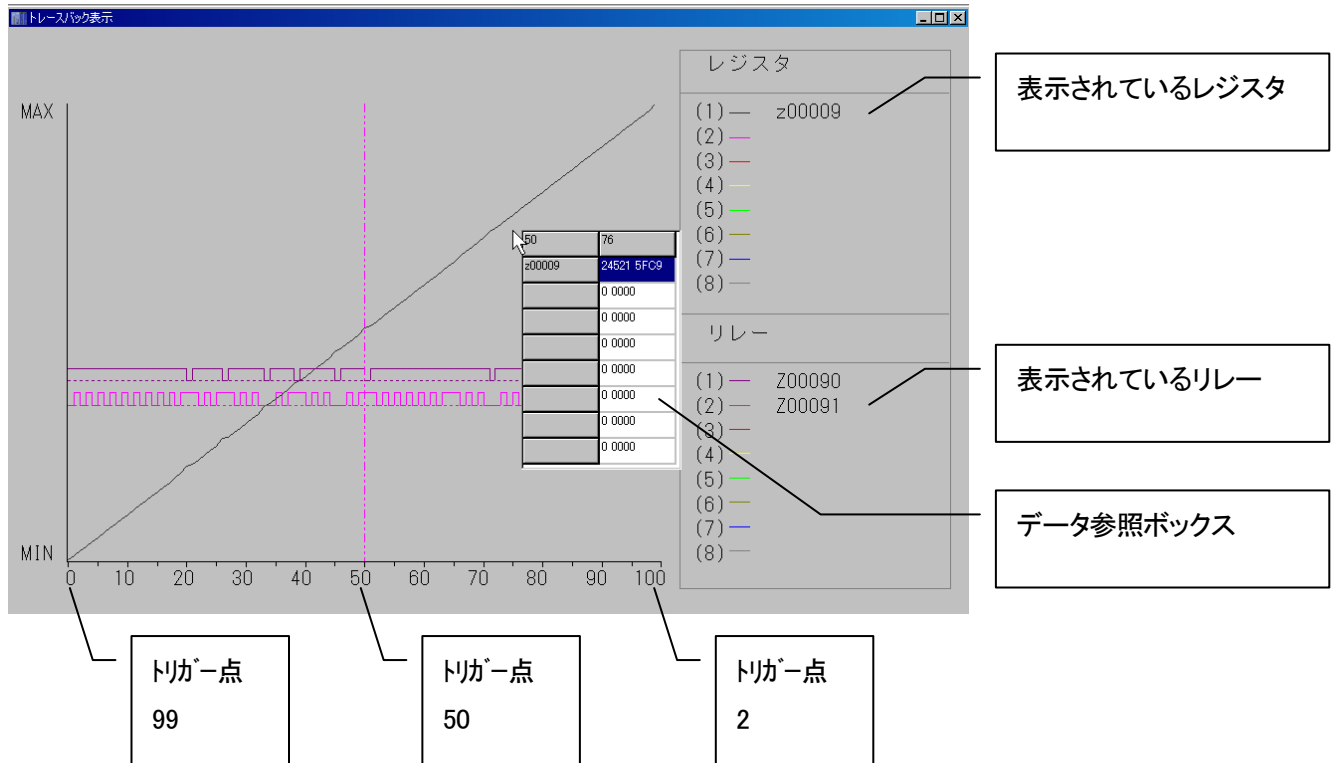 トレースバック表示
レジスタ
表示されているレジスタ
MAX
(1) z00009
(2)
(3)
(4)
(5)
(6)
(7)
(8)
50 76
z00009 24521 5FC9
0 0000
0 0000
0 0000
0 0000
0 0000
0 0000
0 0000
リレー
表示されているリレー
(1) Z00090
(2) Z00091
(3)
(4)
(5)
(6)
(7)
(8)
データ参照ボックス
MIN
0 10 20 30 40 50 60 70 80 90 100
ﾄﾘｶﾞｰ点
99
ﾄﾘｶﾞｰ点
50
ﾄﾘｶﾞｰ点
2